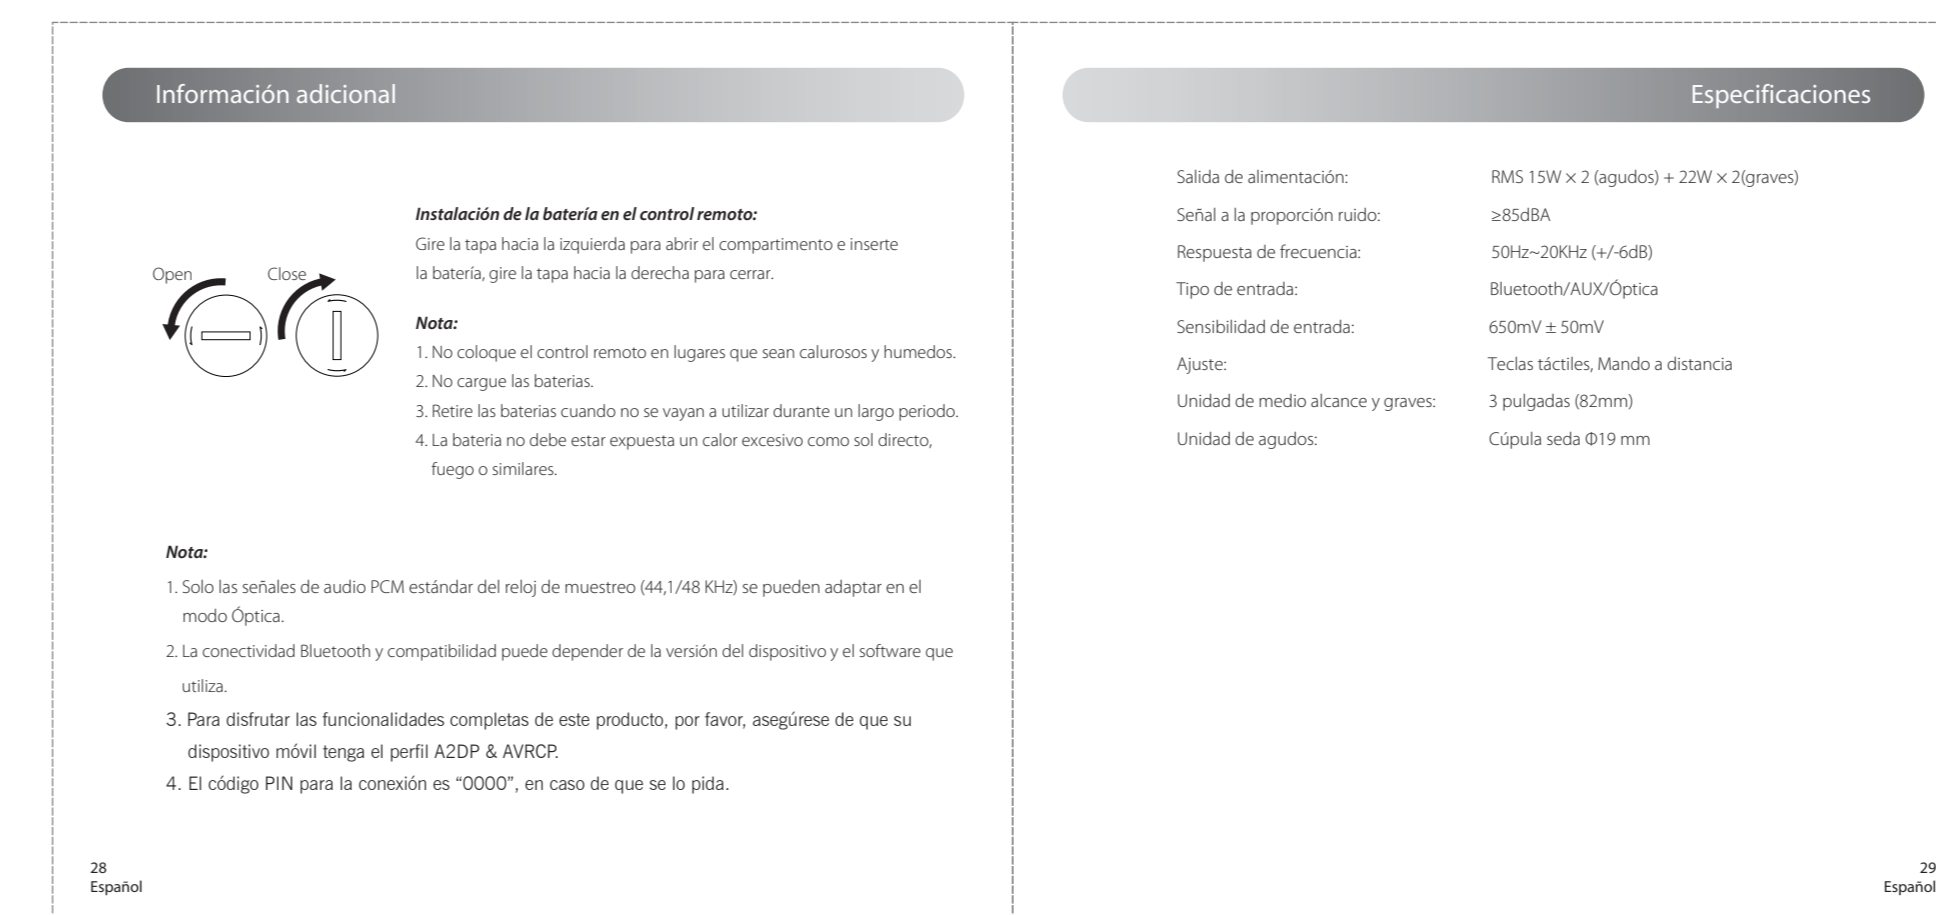 Información adicional
Open
Close
Instalación de la batería en el control remoto:
Gire la tapa hacia la izquierda para abrir el compartimento e inserte
la batería, gire la tapa hacia la derecha para cerrar.
Nota:
1. No coloque el control remoto en lugares que sean calurosos y humedos.
2. No cargue las baterias.
3. Retire las baterias cuando no se vayan a utilizar durante un largo periodo.
4. La bateria no debe estar expuesta un calor excesivo como sol directo,
fuego o similares.
Nota:
1. Solo las señales de audio PCM estándar del reloj de muestreo (44,1/48 KHz) se pueden adaptar en el
modo Óptica.
2. La conectividad Bluetooth y compatibilidad puede depender de la versión del dispositivo y el software que
utiliza.
3. Para disfrutar las funcionalidades completas de este producto, por favor, asegúrese de que su
dispositivo móvil tenga el perfil A2DP & AVRCP.
4. El código PIN para la conexión es “0000”, en caso de que se lo pida.
28
Español
Especificaciones
Salida de alimentación: RMS 15W × 2 (agudos) + 22W × 2(graves)
Señal a la proporción ruido: ≥85dBA
Respuesta de frecuencia: 50Hz~20KHz (+/-6dB)
Tipo de entrada: Bluetooth/AUX/Óptica
Sensibilidad de entrada: 650mV ± 50mV
Ajuste: Teclas táctiles, Mando a distancia
Unidad de medio alcance y graves: 3 pulgadas (82mm)
Unidad de agudos: Cúpula seda Φ19 mm
29
Español